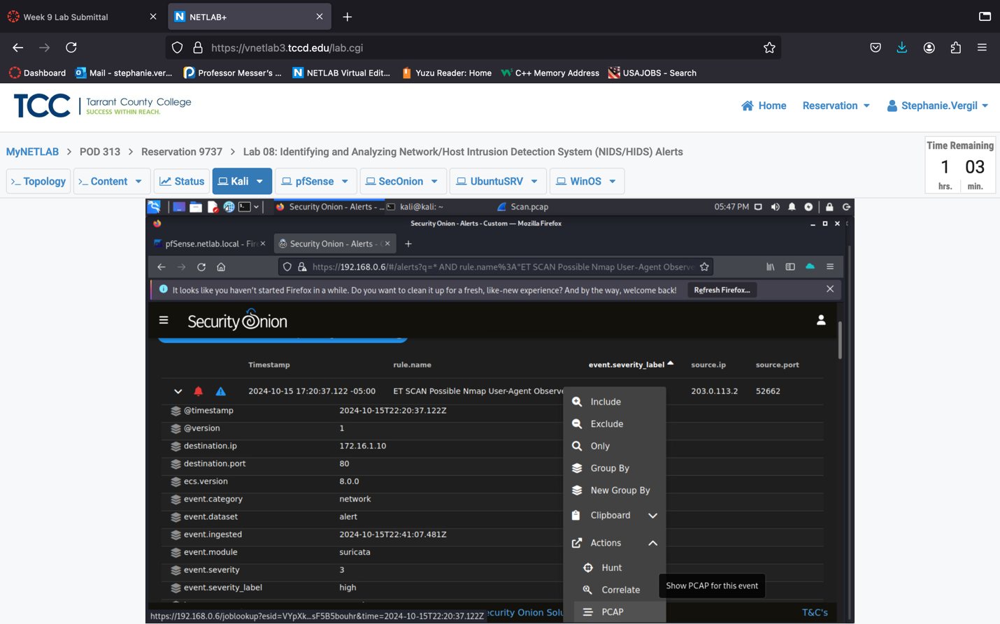 Week 9 Lab Submittal
NETLAB+
https://vnetlab3.tccd.edu/lab.cgi
Dashboard
Mail - stephanie.ver...
Professor Messer's ...
NETLAB Virtual Edit...
Yuzu Reader: Home
C++ Memory Address
USAJOBS - Search
TCC
Tarrant County College
SUCCESS WITHIN REACH.
Home
Reservation
Stephanie.Vergil
MyNETLAB > POD 313 > Reservation 9737 > Lab 08: Identifying and Analyzing Network/Host Intrusion Detection System (NIDS/HIDS) Alerts
Time Remaining
1 03
hrs. min.
>_ Topology
>_ Content
Status
Kali
pfSense
SecOnion
UbuntuSRV
WinOS
Security Onion - Alerts - ...
kali@kali: ~
Scan.pcap
05:47 PM
Security Onion - Alerts - Custom — Mozilla Firefox
pfSense.netlab.local - Fire
Security Onion - Alerts -
https://192.168.0.6/#/alerts?q=* AND rule.name%3A"ET SCAN Possible Nmap User-Agent Observe
It looks like you haven't started Firefox in a while. Do you want to clean it up for a fresh, like-new experience? And by the way, welcome back!
Refresh Firefox...
Security Onion
Timestamp rule.name event.severity_label source.ip source.port
2024-10-15 17:20:37.122 -05:00 ET SCAN Possible Nmap User-Agent Observe 203.0.113.2 52662
@timestamp 2024-10-15T22:20:37.122Z
@version 1
destination.ip 172.16.1.10
destination.port 80
ecs.version 8.0.0
event.category network
event.dataset alert
event.ingested 2024-10-15T22:41:07.481Z
event.module suricata
event.severity 3
event.severity_label high
Include
Exclude
Only
Group By
New Group By
Clipboard
Actions
Hunt
Correlate
PCAP
Show PCAP for this event
https://192.168.0.6/joblookup?esid=VYpXk...sF5B5bouhr&time=2024-10-15T22:20:37.122Z
curity Onion Solu
T&C's